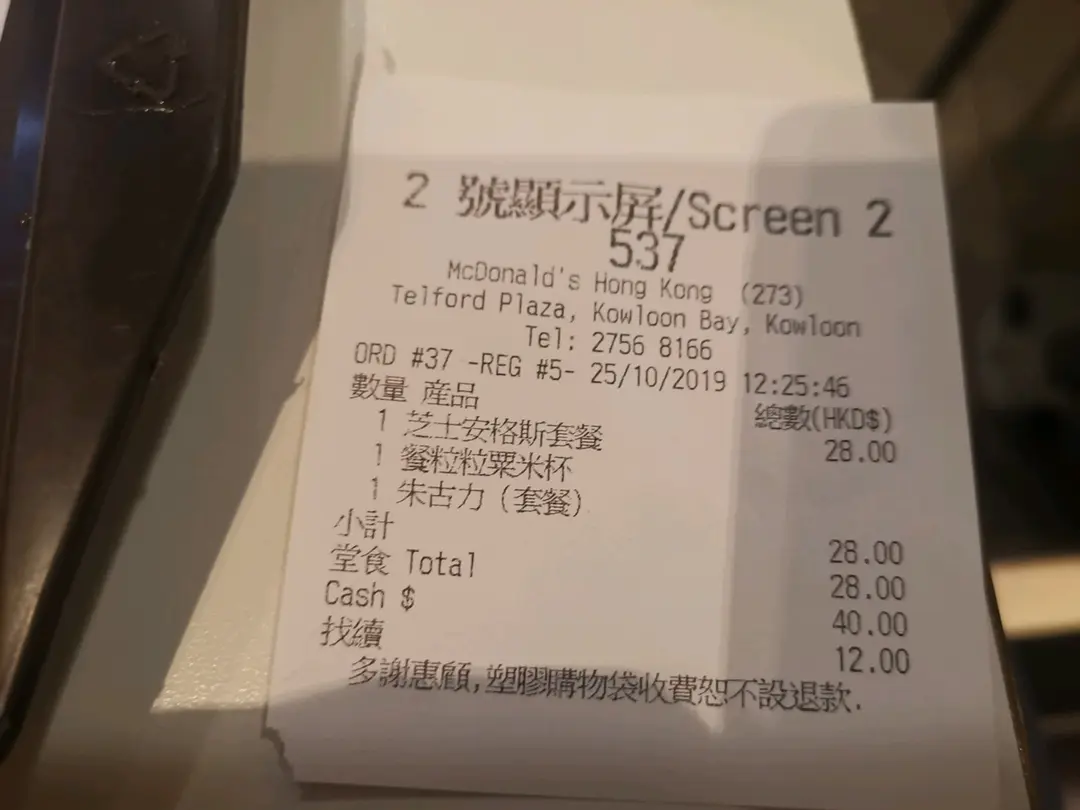 2 號顯示屏/Screen 2
537
McDonald's Hong Kong (273)
Telford Plaza, Kowloon Bay, Kowloon
Tel: 2756 8166
ORD #37 -REG #5- 25/10/2019 12:25:46
數量 産品 總數(HKD$)
1 芝士安格斯套餐 28.00
1 餐粒粒粟米杯
1 朱古力(套餐)
小計 28.00
堂食 Total 28.00
Cash $ 40.00
找續 12.00
多謝惠顧,塑膠購物袋收費恕不設退款.